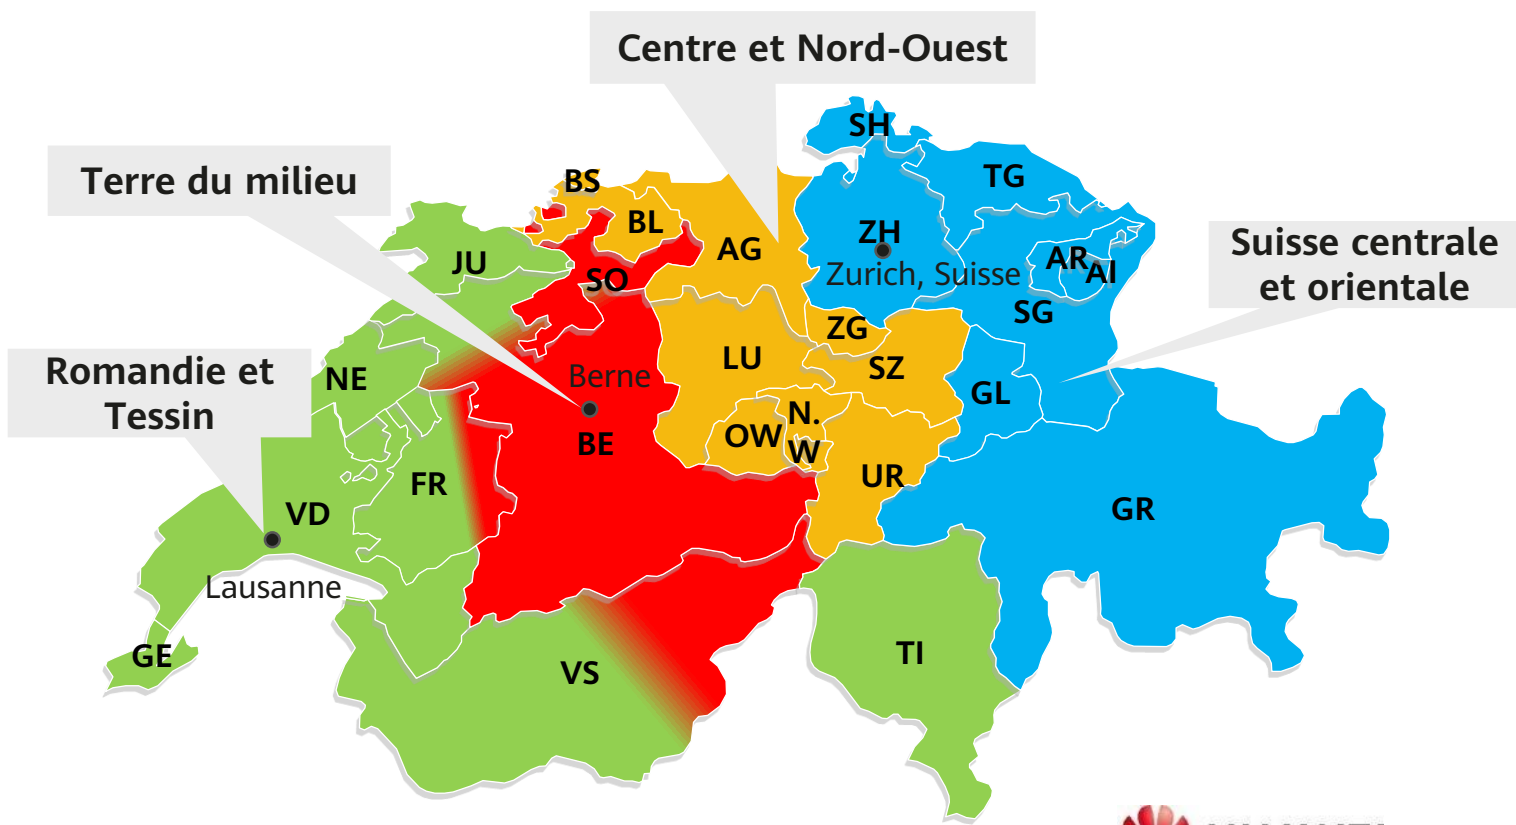 Centre et Nord-Ouest
SH
Terre du milieu
BS
TG
BL
ZH
AG
JU
Zurich, Suisse
AR
AI
Suisse centrale
et orientale
SO
SG
ZG
LU
SZ
Romandie et
Tessin
NE
Berne
GL
N.
W
OW
BE
UR
FR
VD
GR
Lausanne
GE
VS
TI